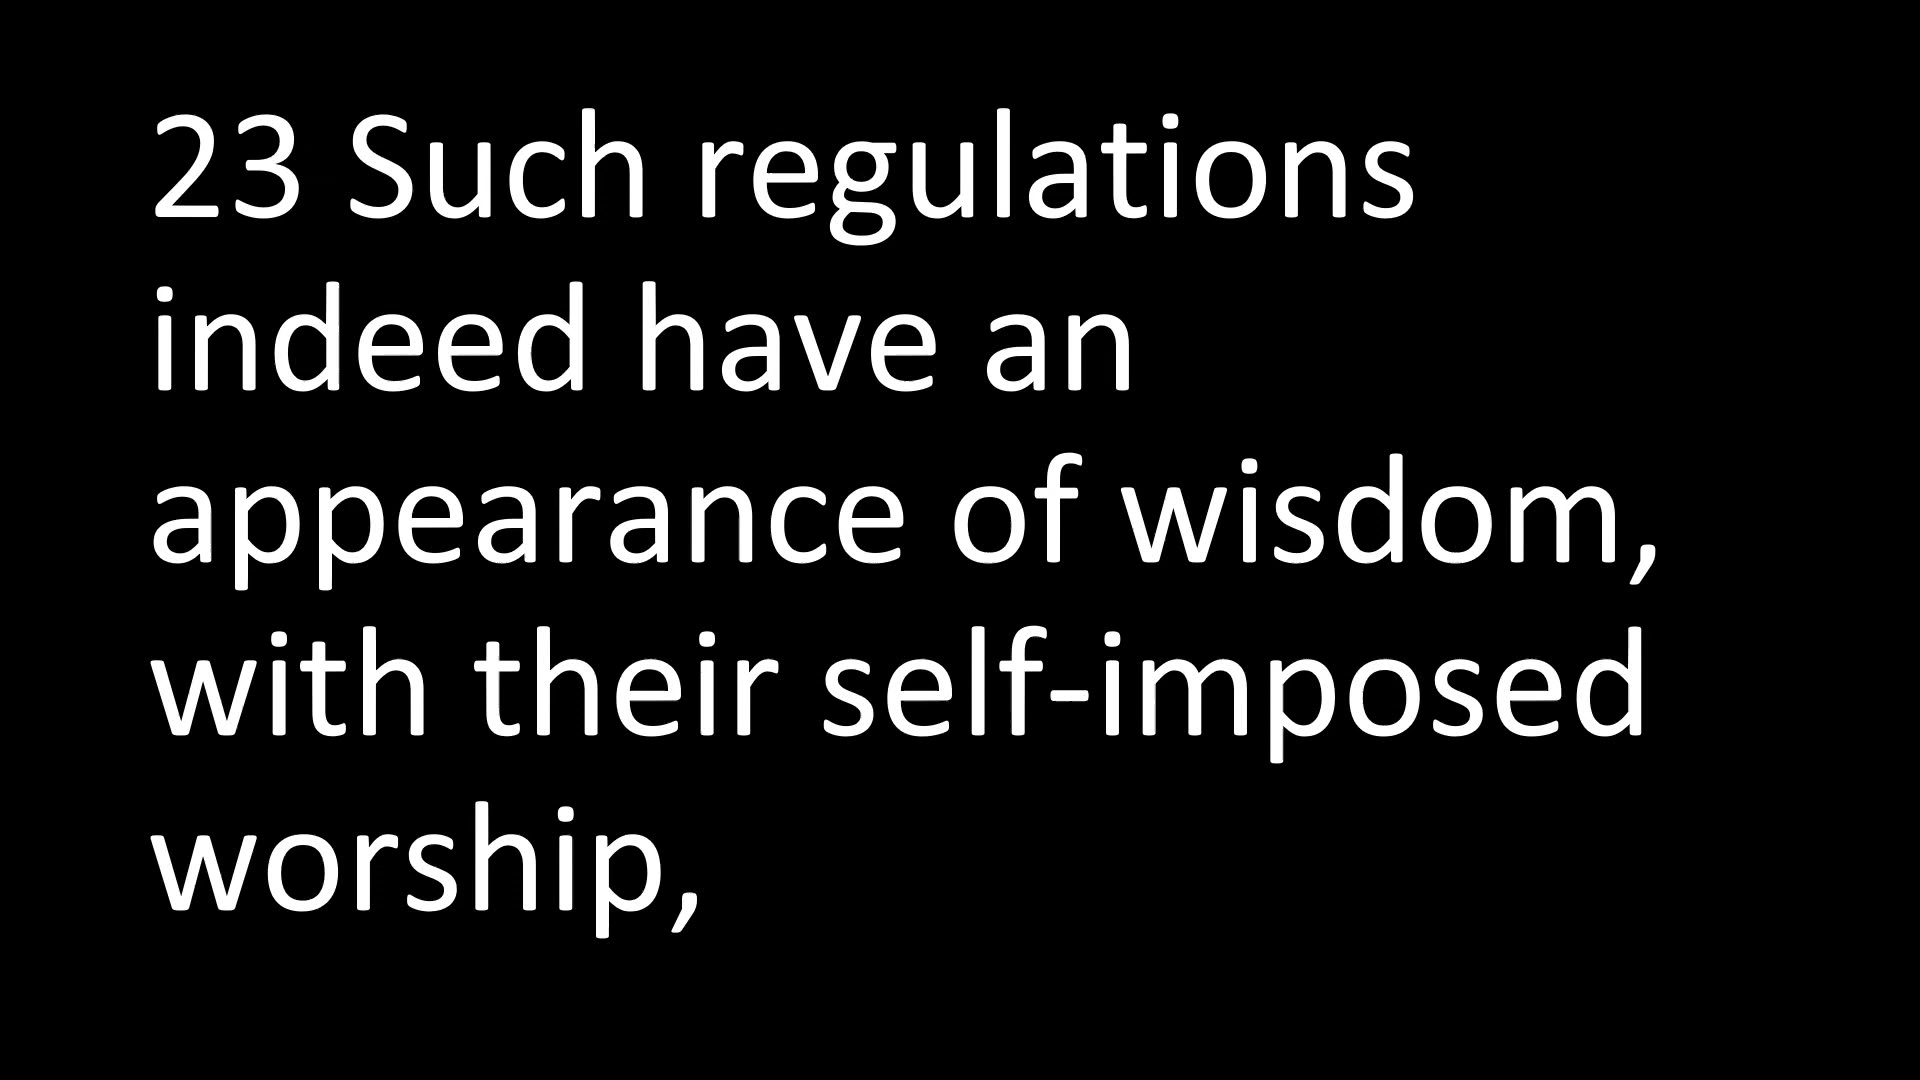 23 Such regulations
indeed have an
appearance of wisdom,
with their self-imposed
worship,